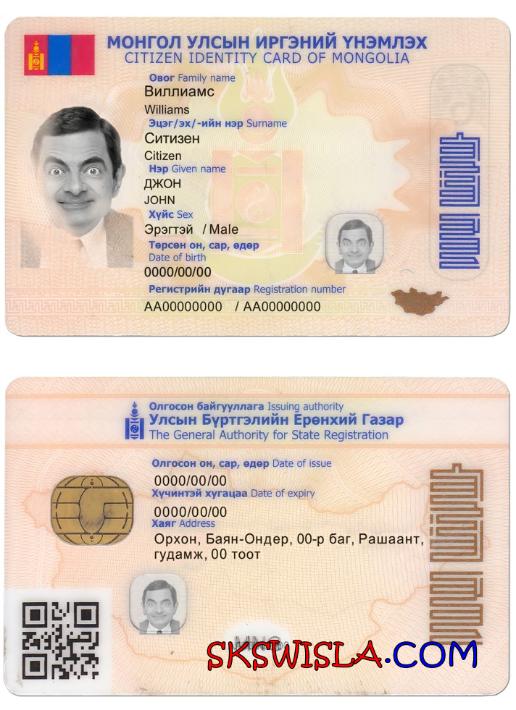 МОНГОЛ УЛСЫН ИРГЭНИЙ ҮНЭМЛЭХ
CITIZEN IDENTITY CARD OF MONGOLIA
Овог Family name
Виллиамс
Williams
Эцэг/эх/-ийн нэр Surname
Ситизен
Citizen
Нэр Given name
ДЖОН
JOHN
Хүйс Sex
Эрэгтэй / Male
Төрсөн он, сар, өдөр
Date of birth
0000/00/00
Регистрийн дугаар Registration number
АА00000000 / AA00000000
Олгосон байгууллага Issuing authority
Улсын Бүртгэлийн Ерөнхий Газар
The General Authority for State Registration
Олгосон он, сар, өдөр Date of issue
0000/00/00
Хүчинтэй хугацаа Date of expiry
0000/00/00
Хаяг Address
Орхон, Баян-Ондер, 00-р баг, Рашаант,
гудамж, 00 тоот
SKSWISLA.COM